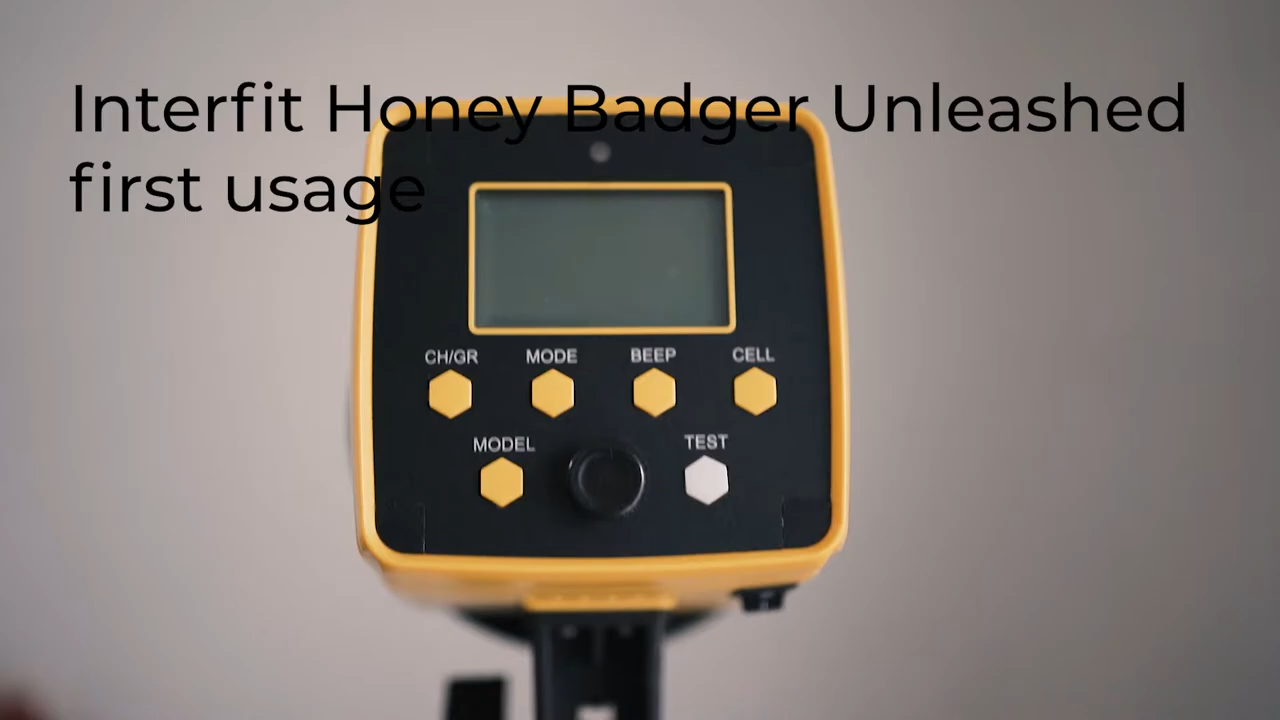 Interfit Honey Badger Unleashed
first usage
CH/GR MODE BEEP CELL
MODEL TEST